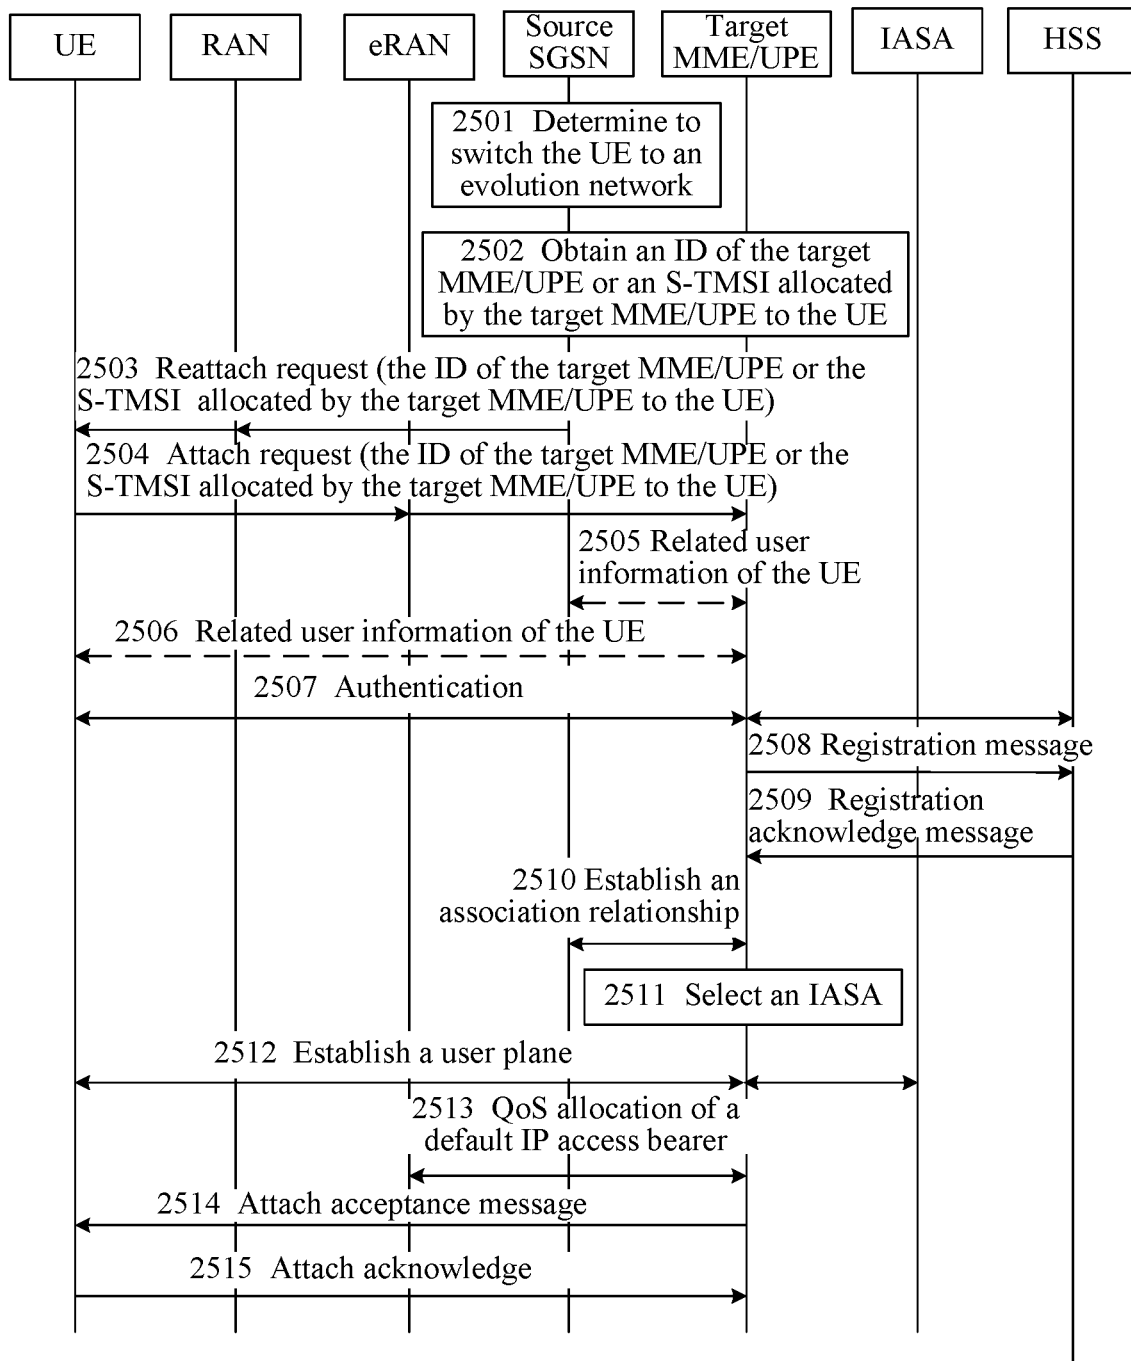 UE
RAN
eRAN
Source
SGSN
Target
MME/UPE
IASA
HSS
2501 Determine to
switch the UE to an
evolution network
2502 Obtain an ID of the target
MME/UPE or an S-TMSI allocated
by the target MME/UPE to the UE
2503 Reattach request (the ID of the target MME/UPE or the
S-TMSI allocated by the target MME/UPE to the UE)
2504 Attach request (the ID of the target MME/UPE or the
S-TMSI allocated by the target MME/UPE to the UE)
2505 Related user
information of the UE
2506 Related user information of the UE
2507 Authentication
2508 Registration message
2509 Registration
acknowledge message
2510 Establish an
association relationship
2511 Select an IASA
2512 Establish a user plane
2513 QoS allocation of a
default IP access bearer
2514 Attach acceptance message
2515 Attach acknowledge